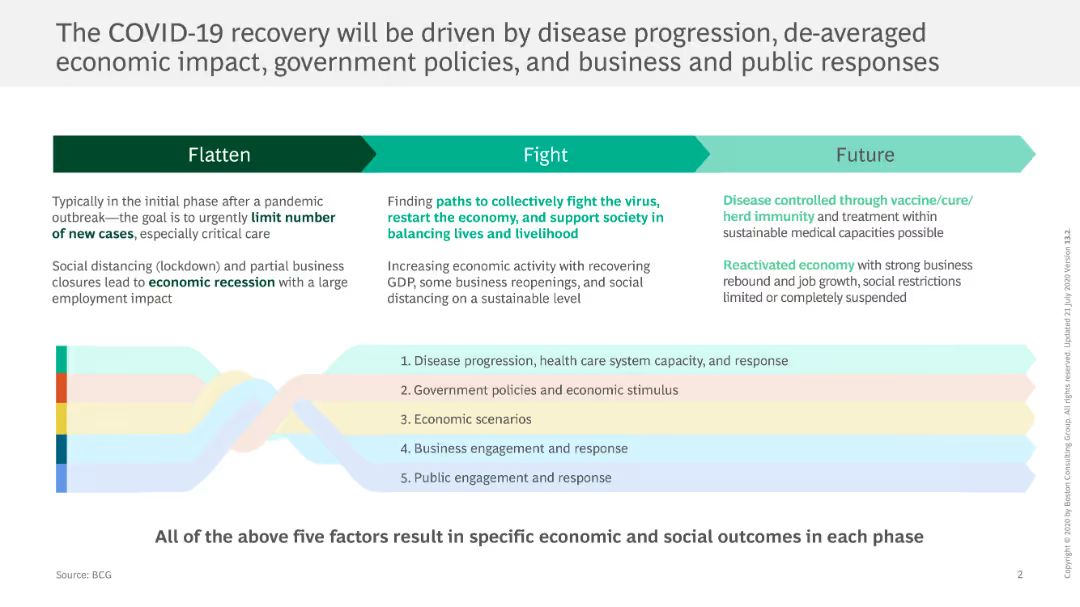 The COVID-19 recovery will be driven by disease progression, de-averaged
economic impact, government policies, and business and public responses
Flatten
Fight
Future
Typically in the initial phase after a pandemic
outbreak—the goal is to urgently limit number
of new cases, especially critical care
Social distancing (lockdown) and partial business
closures lead to economic recession with a large
employment impact
Finding paths to collectively fight the virus,
restart the economy, and support society in
balancing lives and livelihood
Increasing economic activity with recovering
GDP, some business reopenings, and social
distancing on a sustainable level
Disease controlled through vaccine/cure/
herd immunity and treatment within
sustainable medical capacities possible
Reactivated economy with strong business
rebound and job growth, social restrictions
limited or completely suspended
1. Disease progression, health care system capacity, and response
2. Government policies and economic stimulus
3. Economic scenarios
4. Business engagement and response
5. Public engagement and response
All of the above five factors result in specific economic and social outcomes in each phase
Source: BCG
2
Copyright © 2020 by Boston Consulting Group. All rights reserved. Updated 21 July 2020 Version 13.2.